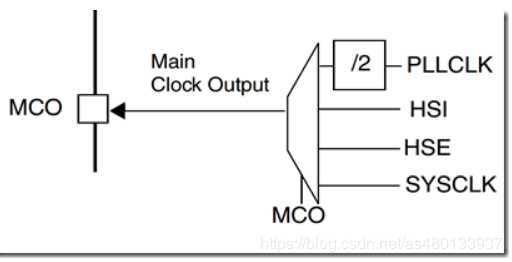 Main
Clock Output
/2
PLLCLK
MCO
HSI
HSE
SYSCLK
MCO
https://blog.csdn.net/as480133937